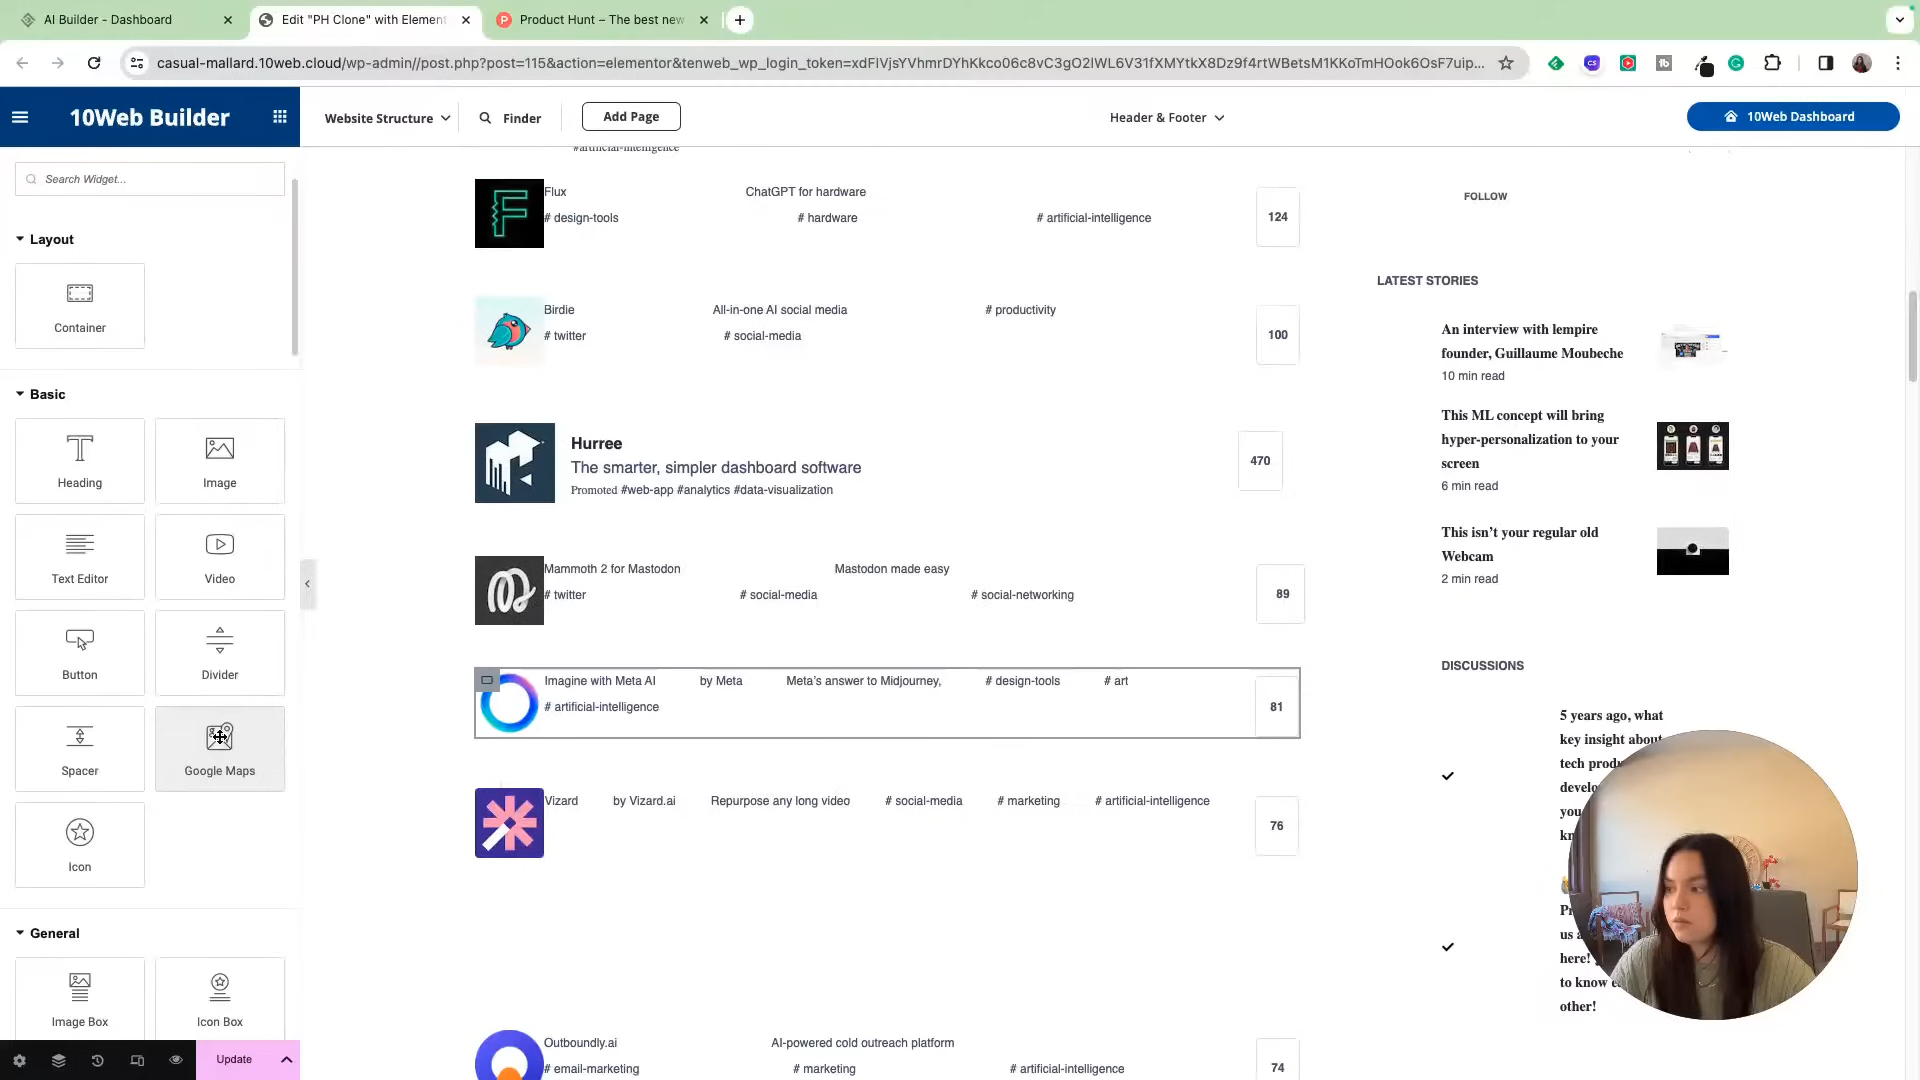 AI Builder - Dashboard
Edit "PH Clone" with Element
Product Hunt – The best new
casual-mallard.10web.cloud/wp-admin//post.php?post=115&action=elementor&tenweb_wp_login_token=xdFIVjsYVhmrDYhKkco06c8vC3gO2lWL6V31fXMYtkX8Dz9f4rtWBetsM1KKoTmHOok6OsF7uip...
10Web Builder
Website Structure
Finder
Add Page
Header & Footer
10Web Dashboard
Search Widget...
Layout
Container
Basic
Heading
Image
Text Editor
Video
Button
Divider
Spacer
Google Maps
Icon
General
Image Box
Icon Box
Update
#artificial-intelligence
Flux
ChatGPT for hardware
# design-tools
# hardware
# artificial-intelligence
124
Birdie
All-in-one AI social media
# productivity
# twitter
# social-media
100
Hurree
The smarter, simpler dashboard software
Promoted #web-app #analytics #data-visualization
470
Mammoth 2 for Mastodon
Mastodon made easy
# twitter
# social-media
# social-networking
89
Imagine with Meta AI
by Meta
Meta's answer to Midjourney,
# design-tools
# art
# artificial-intelligence
81
Vizard
by Vizard.ai
Repurpose any long video
# social-media
# marketing
# artificial-intelligence
76
Outboundly.ai
AI-powered cold outreach platform
# email-marketing
# marketing
# artificial-intelligence
74
FOLLOW
LATEST STORIES
An interview with lempire
founder, Guillaume Moubeche
10 min read
This ML concept will bring
hyper-personalization to your
screen
6 min read
This isn't your regular old
Webcam
2 min read
DISCUSSIONS
5 years ago, what
key insight about
tech
you
us
here!
to know
other!